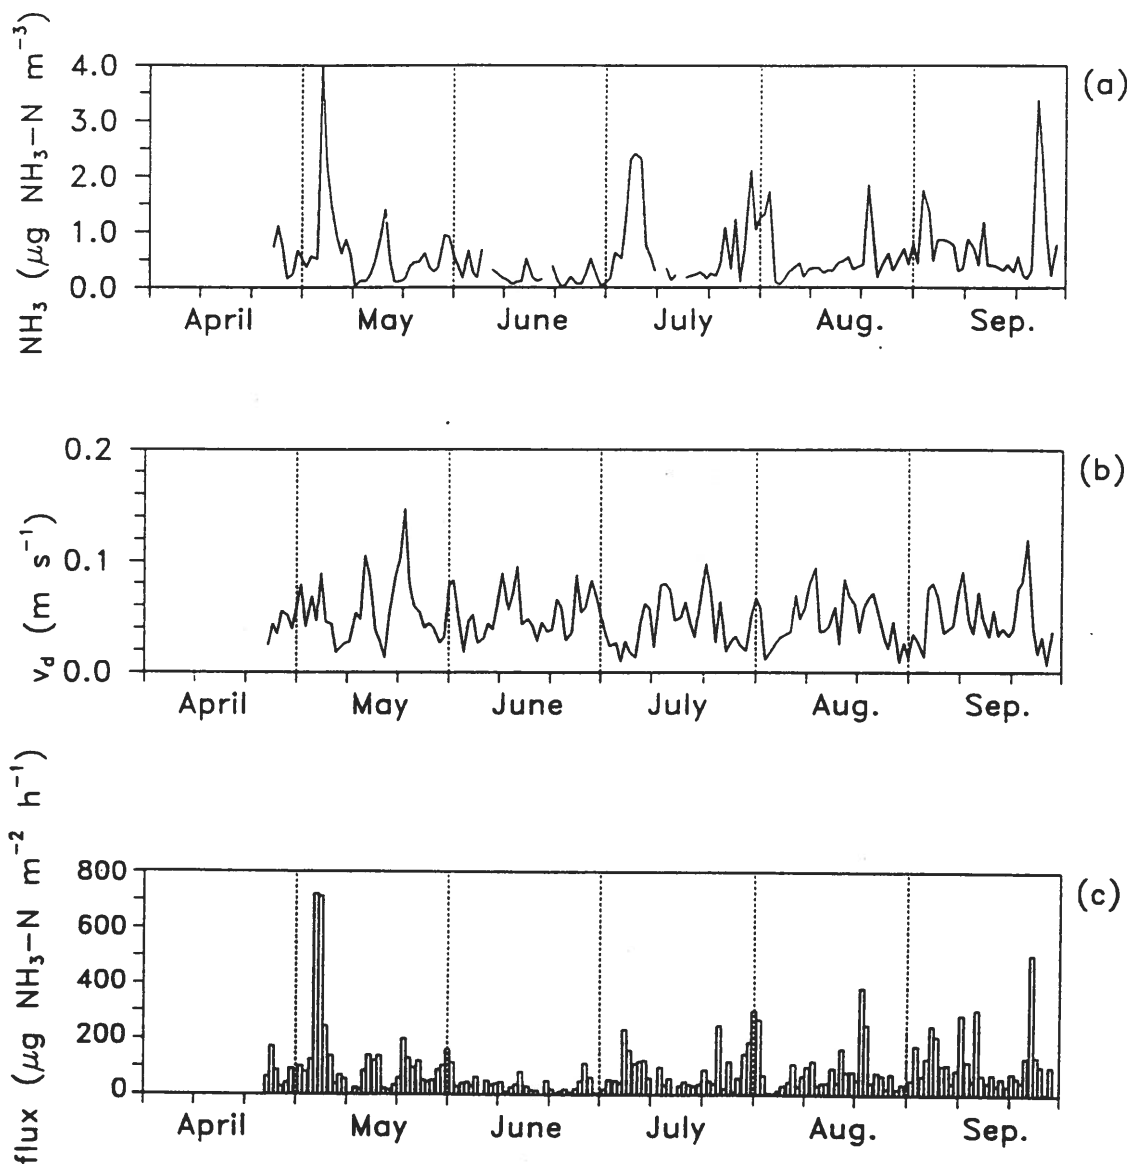 (a)
NH₃ (μg NH₃–N m⁻³)
4.0
3.0
2.0
1.0
0.0
April May June July Aug. Sep.
(b)
v_d (m s⁻¹)
0.2
0.1
0.0
April May June July Aug. Sep.
(c)
flux (μg NH₃–N m⁻² h⁻¹)
800
600
400
200
0
April May June July Aug. Sep.